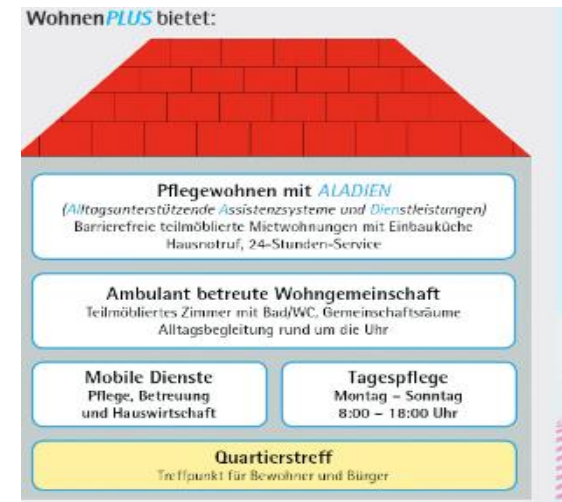 WohnenPLUS bietet:
Pflegewohnen mit ALADIEN
(Alltagsunterstützende Assistenzsysteme und Dienstleistungen)
Barrierefreie teilmöblierte Mietwohnungen mit Einbauküche
Hausnotruf, 24-Stunden-Service
Ambulant betreute Wohngemeinschaft
Teilmöbliertes Zimmer mit Bad/WC, Gemeinschaftsräume
Alltagsbegleitung rund um die Uhr
Mobile Dienste
Pflege, Betreuung
und Hauswirtschaft
Tagespflege
Montag – Sonntag
8:00 – 18:00 Uhr
Quartierstreff
Treffpunkt für Bewohner und Bürger